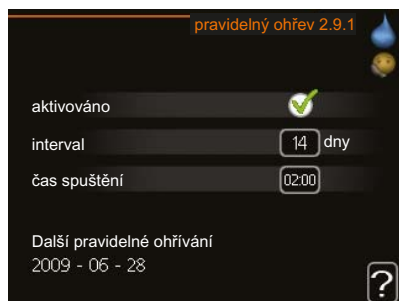 pravidelný ohřev 2.9.1
aktivováno
interval 14 dny
čas spuštění 02:00
Další pravidelné ohřívání
2009 - 06 - 28
?